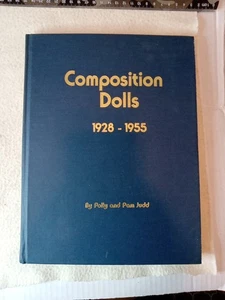 Composition
Dolls
1928 - 1955
By Polly and Pam Judd